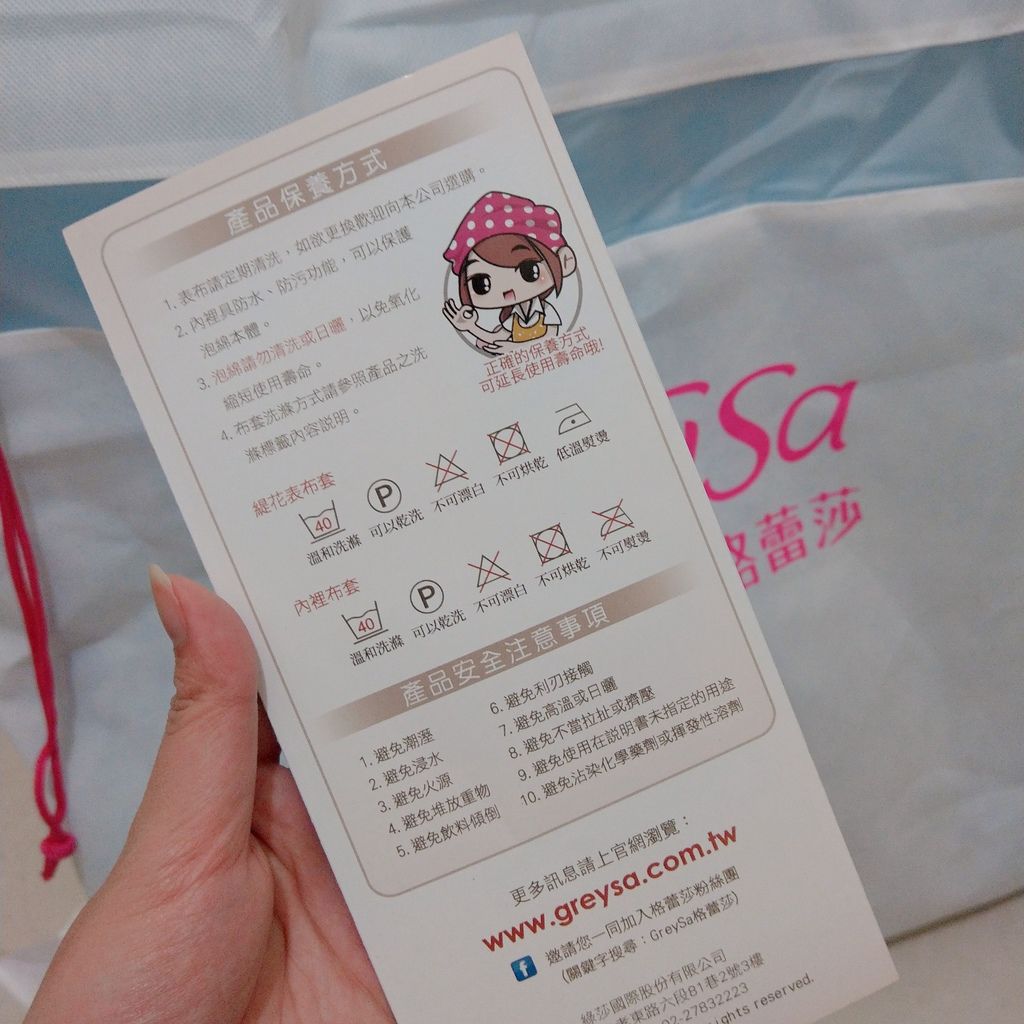 產品保養方式
1. 表布請定期清洗，如欲更換歡迎向本公司選購。
2. 內裡具防水、防污功能，可以保護
泡綿本體。
3. 泡綿請勿清洗或日曬，以免氧化
縮短使用壽命。
4. 布套洗滌方式請參照產品之洗
滌標籤內容說明。
正確的保養方式
可延長使用壽命哦!
緹花表布套
40
P
溫和洗滌 可以乾洗 不可漂白 不可烘乾 低溫熨燙
內裡布套
40
P
溫和洗滌 可以乾洗 不可漂白 不可烘乾 不可熨燙
產品安全注意事項
1. 避免潮溼
2. 避免浸水
3. 避免火源
4. 避免堆放重物
5. 避免飲料傾倒
6. 避免利刃接觸
7. 避免高溫或日曬
8. 避免不當拉扯或擠壓
9. 避免使用在說明書未指定的用途
10. 避免沾染化學藥劑或揮發性溶劑
更多訊息請上官網瀏覽：
www.greysa.com.tw
f 邀請您一同加入格蕾莎粉絲團
(關鍵字搜尋：GreySa格蕾莎)
綠莎國際股份有限公司
孝東路六段81巷2號3樓
02-27832223
ights reserved.
Sa
格蕾莎